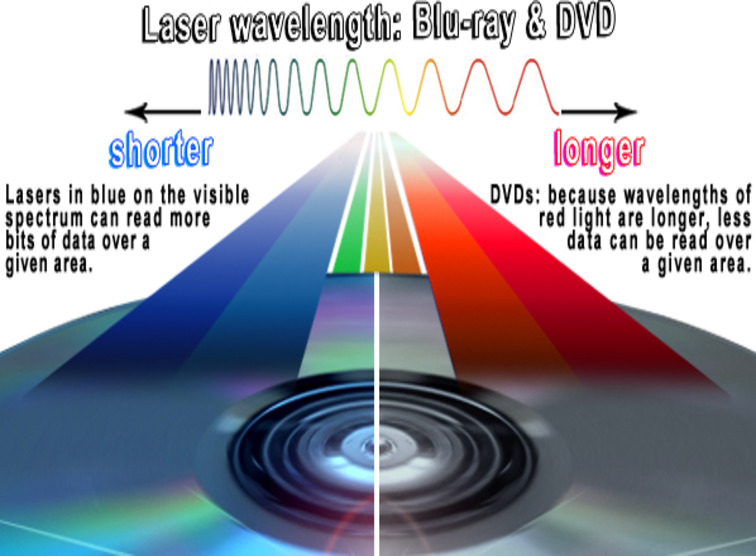 Laser wavelength: Blu-ray & DVD
shorter
longer
Lasers in blue on the visible
spectrum can read more
bits of data over a
given area.
DVDs: because wavelengths of
red light are longer, less
data can be read over
a given area.